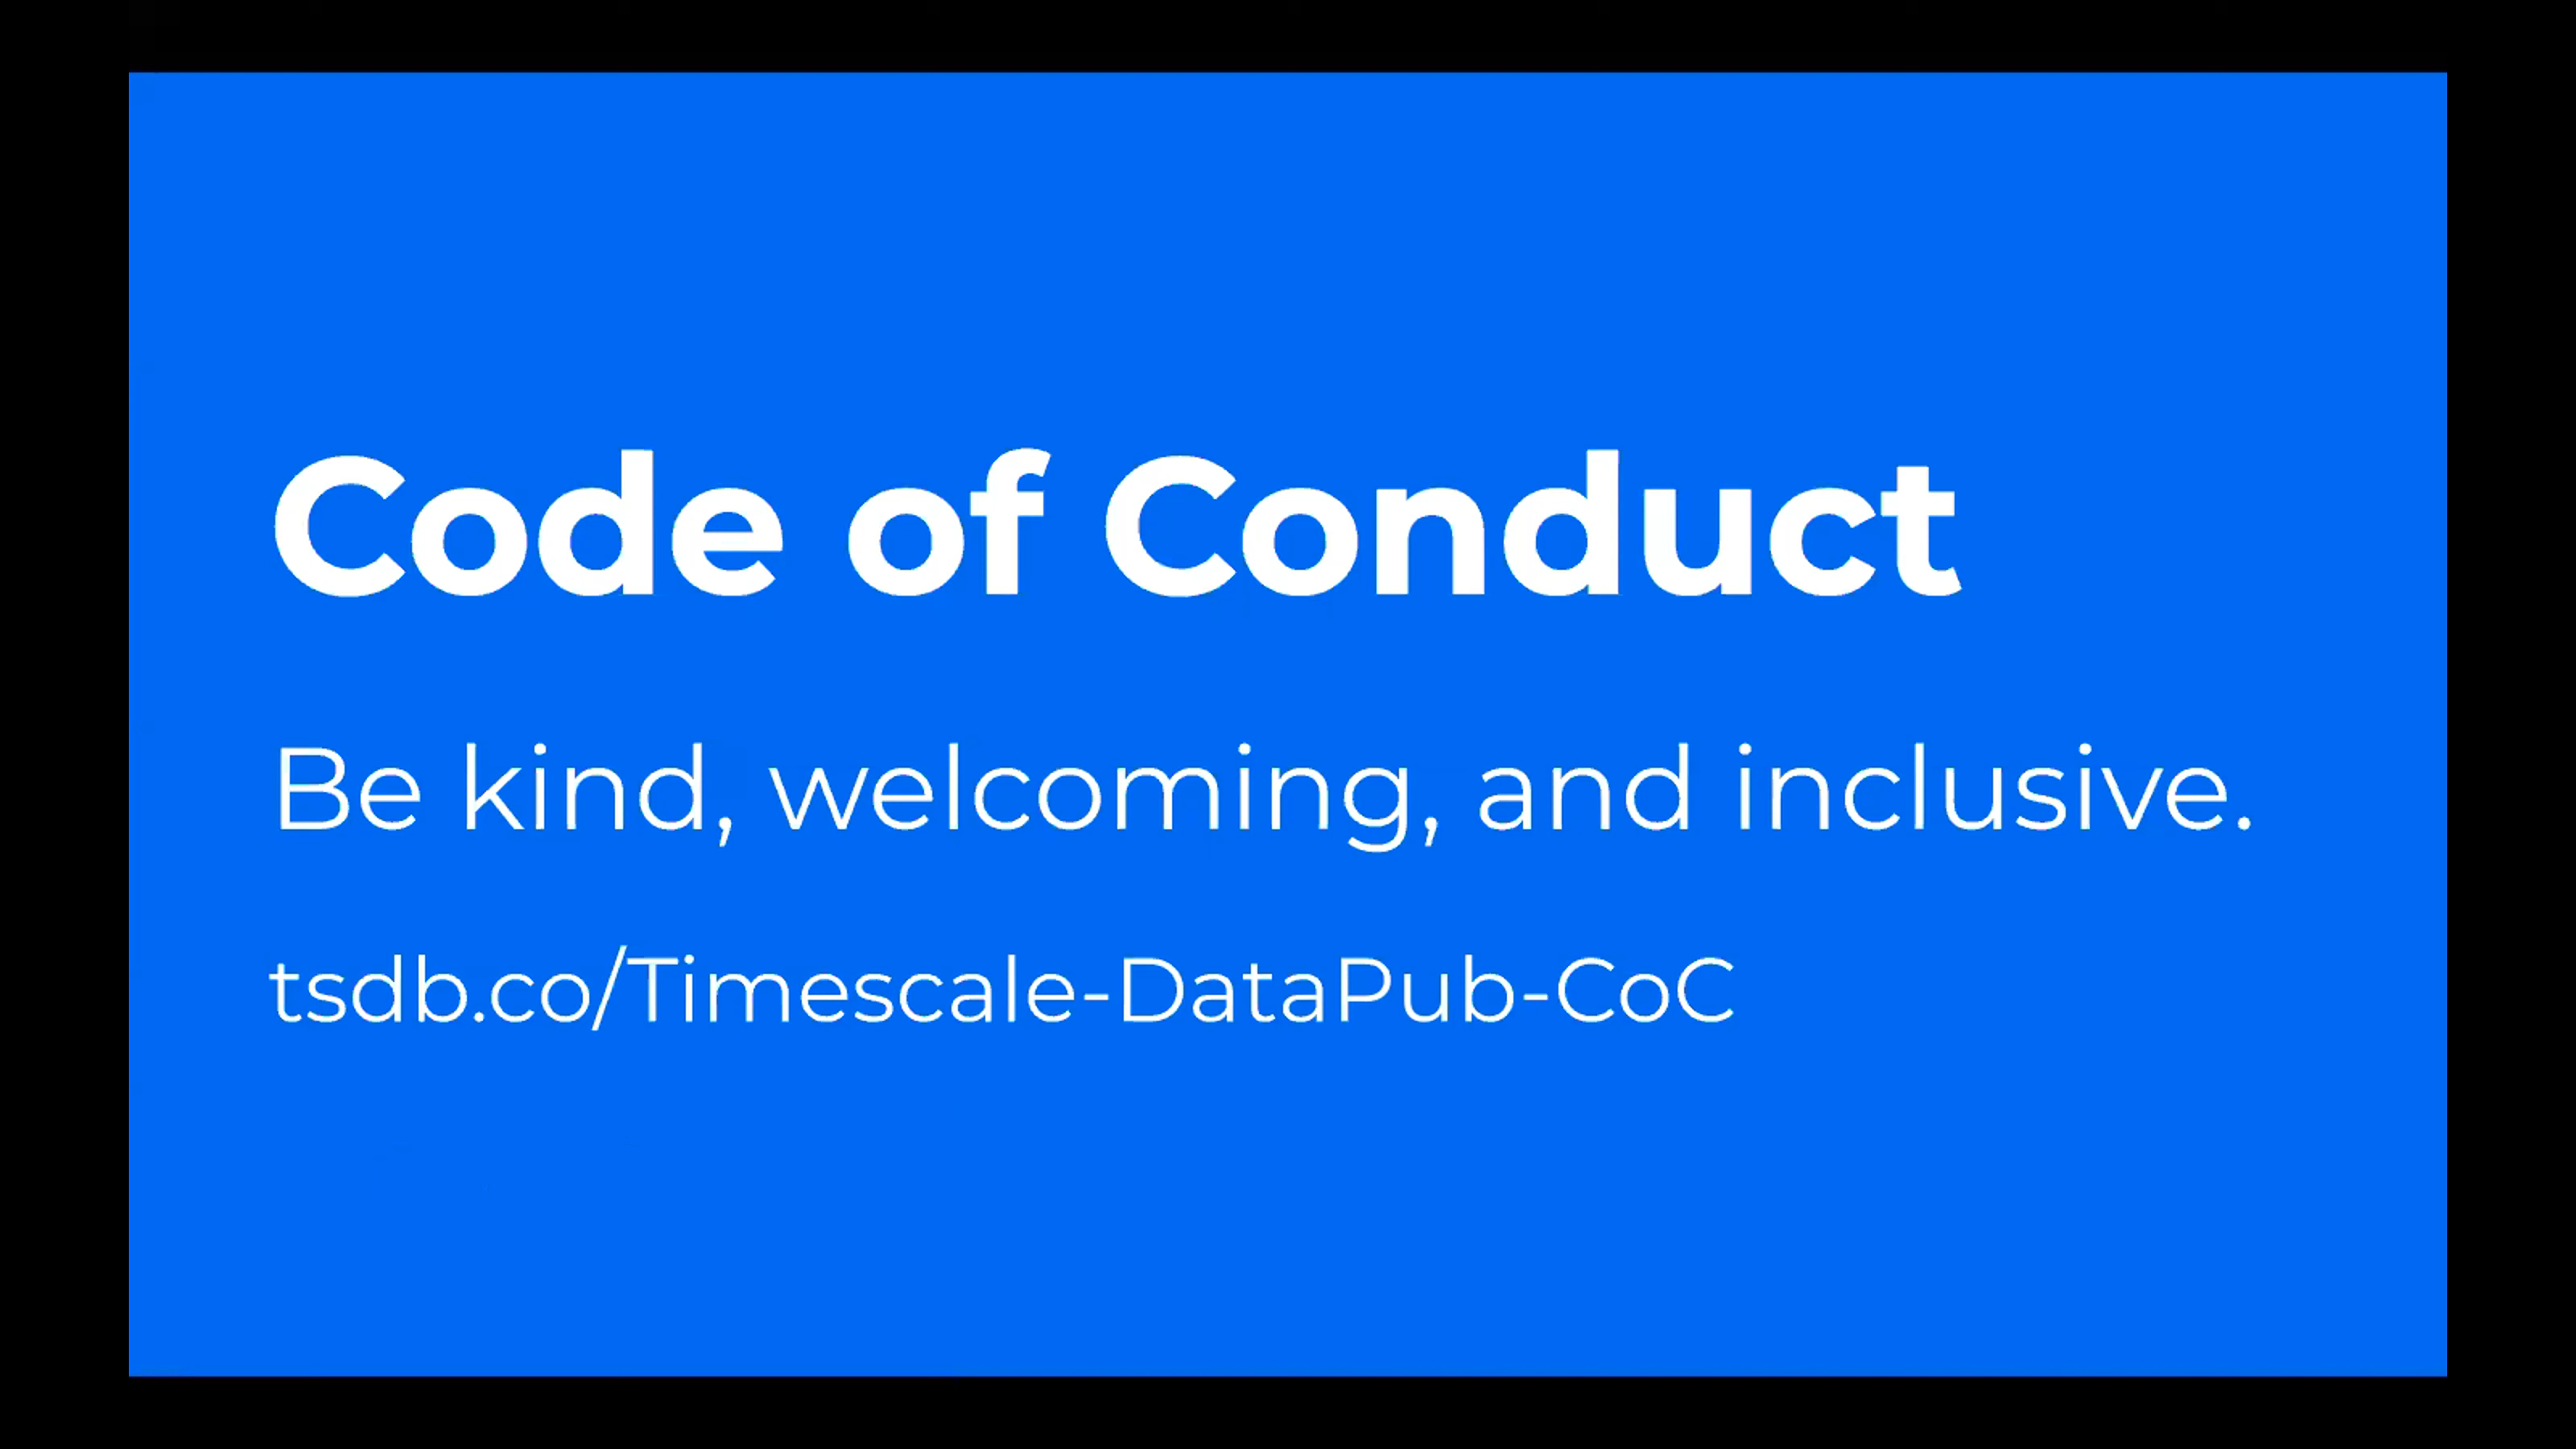 Code of Conduct
Be kind, welcoming, and inclusive.
tsdb.co/Timescale-DataPub-CoC